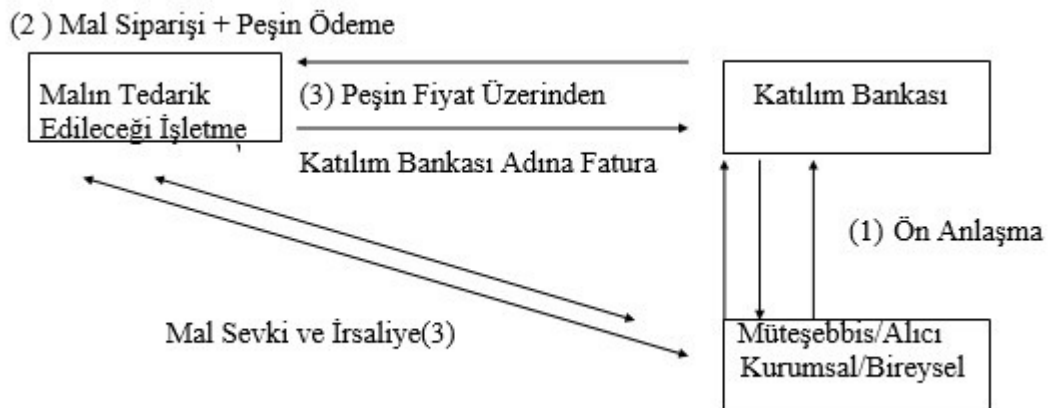 (2 ) Mal Siparişi + Peşin Ödeme
Malın Tedarik
Edileceği İşletme
(3) Peşin Fiyat Üzerinden
Katılım Bankası Adına Fatura
Katılım Bankası
(1) Ön Anlaşma
Mal Sevki ve İrsaliye(3)
Müteşebbis/Alıcı
Kurumsal/Bireysel